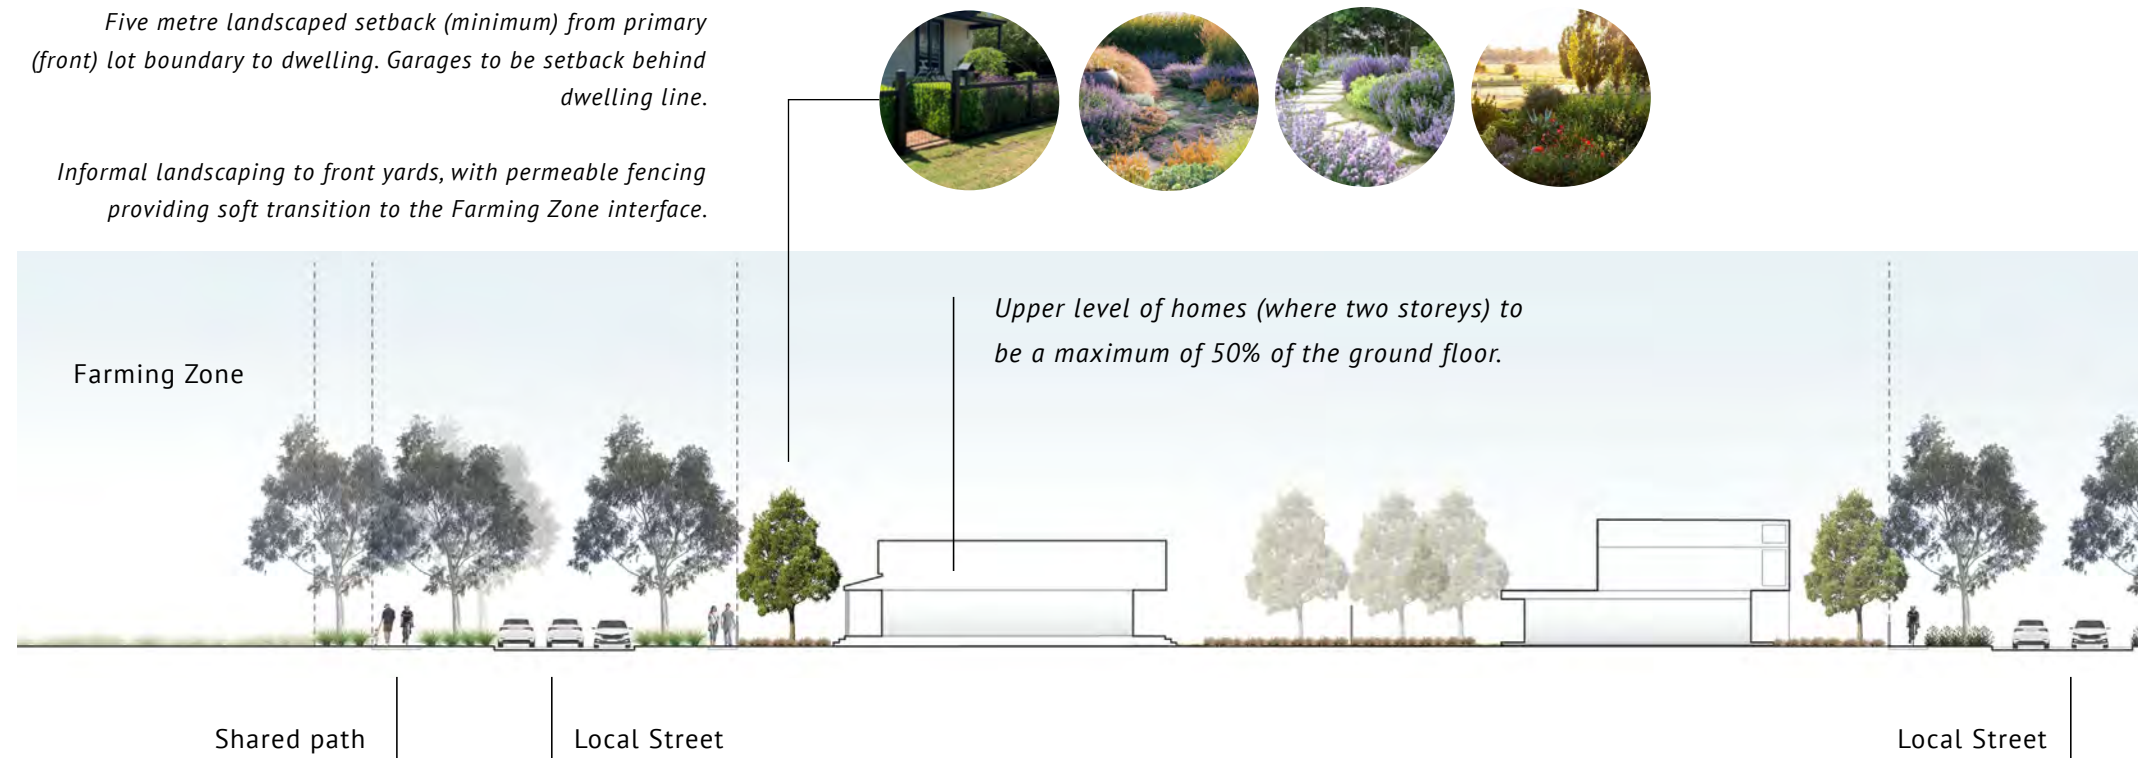 Five metre landscaped setback (minimum) from primary
(front) lot boundary to dwelling. Garages to be setback behind
dwelling line.
Informal landscaping to front yards, with permeable fencing
providing soft transition to the Farming Zone interface.
Upper level of homes (where two storeys) to
be a maximum of 50% of the ground floor.
Farming Zone
Shared path
Local Street
Local Street